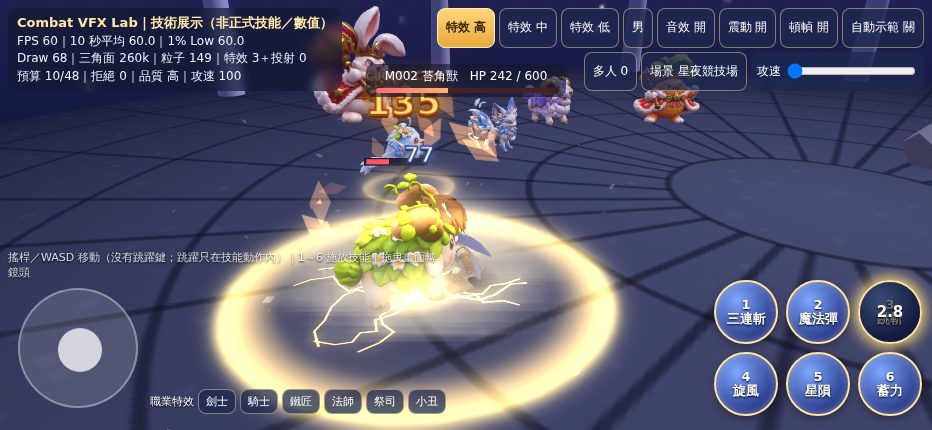 Combat VFX Lab｜技術展示（非正式技能／數值）
FPS 60｜10 秒平均 60.0｜1% Low 60.0
Draw 68｜三角面 260k｜粒子 149｜特效 3＋投射 0
預算 10/48｜拒絕 0｜品質 高｜攻速 100
特效 高
特效 中
特效 低
男
音效 開
震動 開
頓幀 開
自動示範 關
多人 0
場景 星夜競技場
攻速
M002 苔角獸 HP 242 / 600
135
77
搖桿／WASD 移動（沒有跳躍鍵；跳躍只在技能動作內）｜1～6 施放技能｜拖曳畫面轉
鏡頭
1
三連斬
2
魔法彈
2.8
4
旋風
5
星隕
6
蓄力
職業特效
劍士
騎士
鐵匠
法師
祭司
小丑